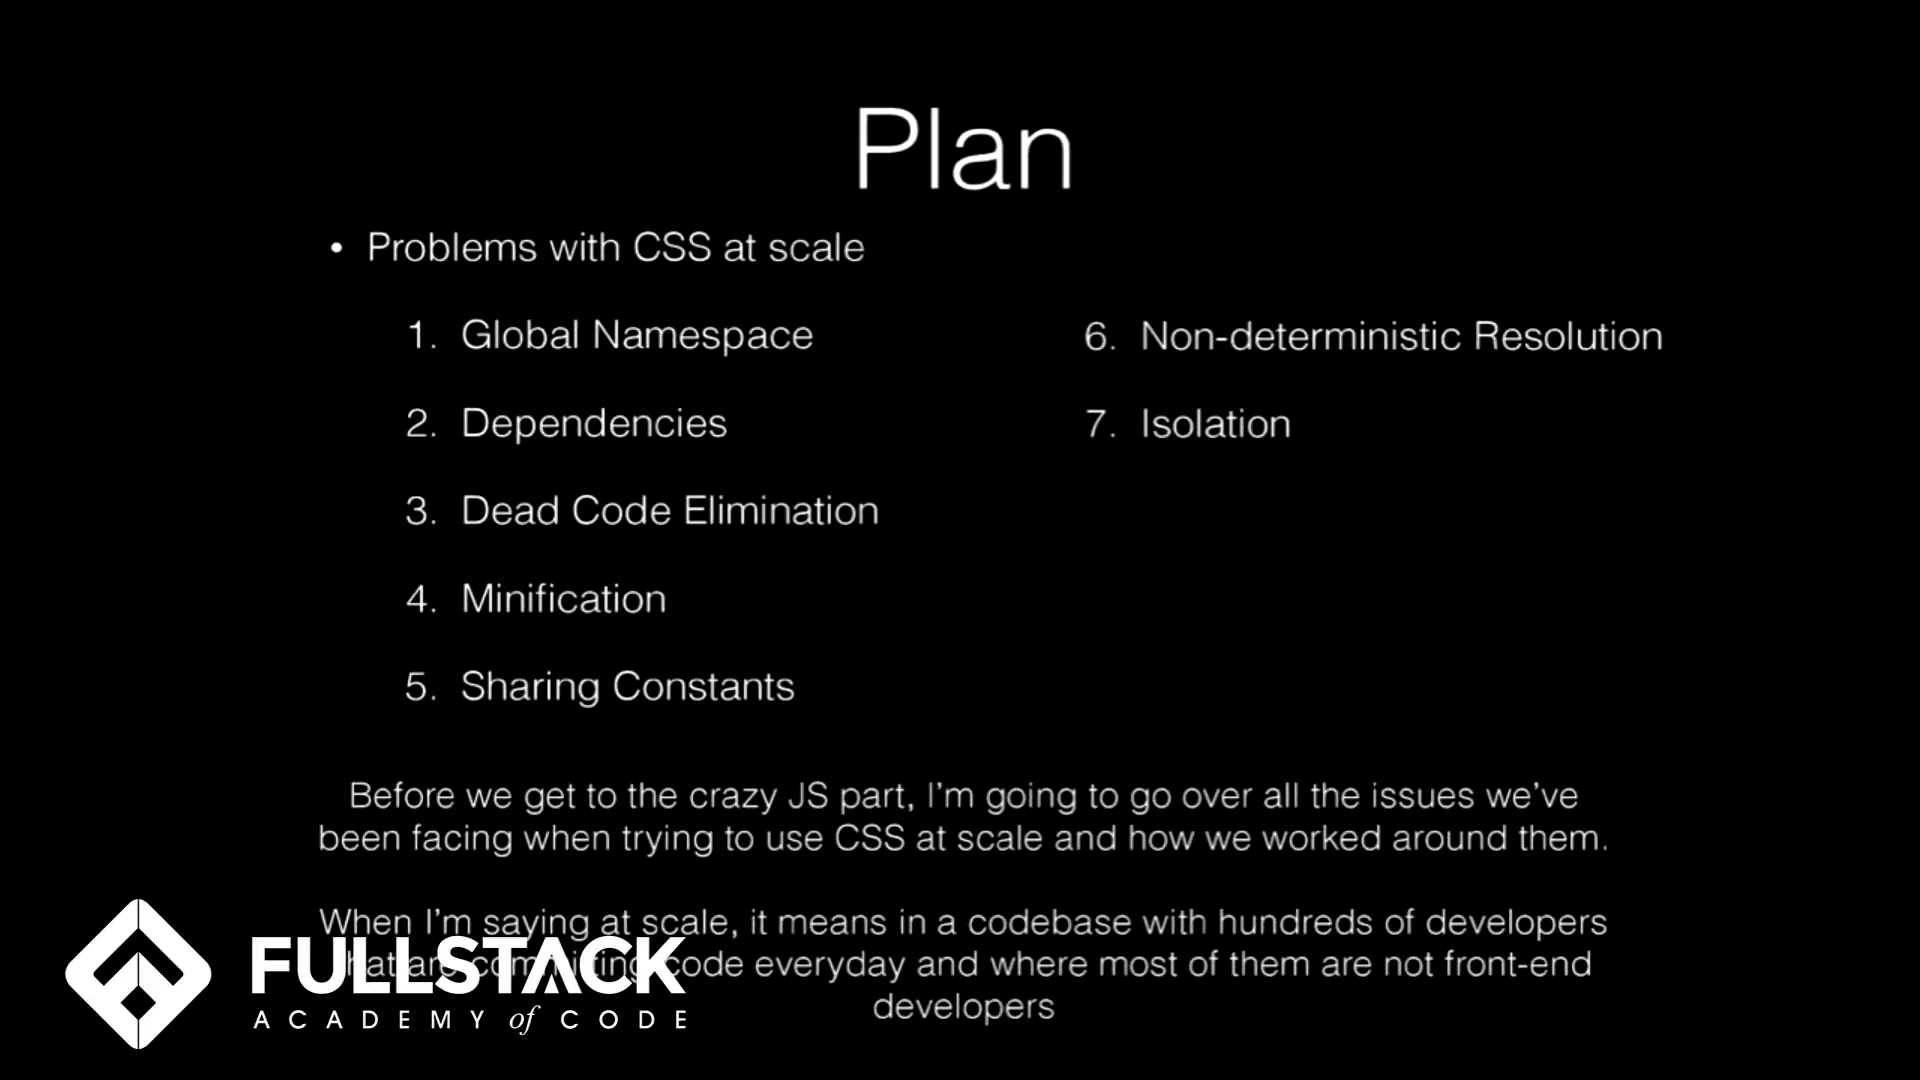 Plan
• Problems with CSS at scale
1. Global Namespace
2. Dependencies
3. Dead Code Elimination
4. Minification
5. Sharing Constants
6. Non-deterministic Resolution
7. Isolation
Before we get to the crazy JS part, I'm going to go over all the issues we've
been facing when trying to use CSS at scale and how we worked around them.
When I'm saying at scale, it means in a codebase with hundreds of developers
that are committing code everyday and where most of them are not front-end
developers
FULLSTACK
ACADEMY of CODE